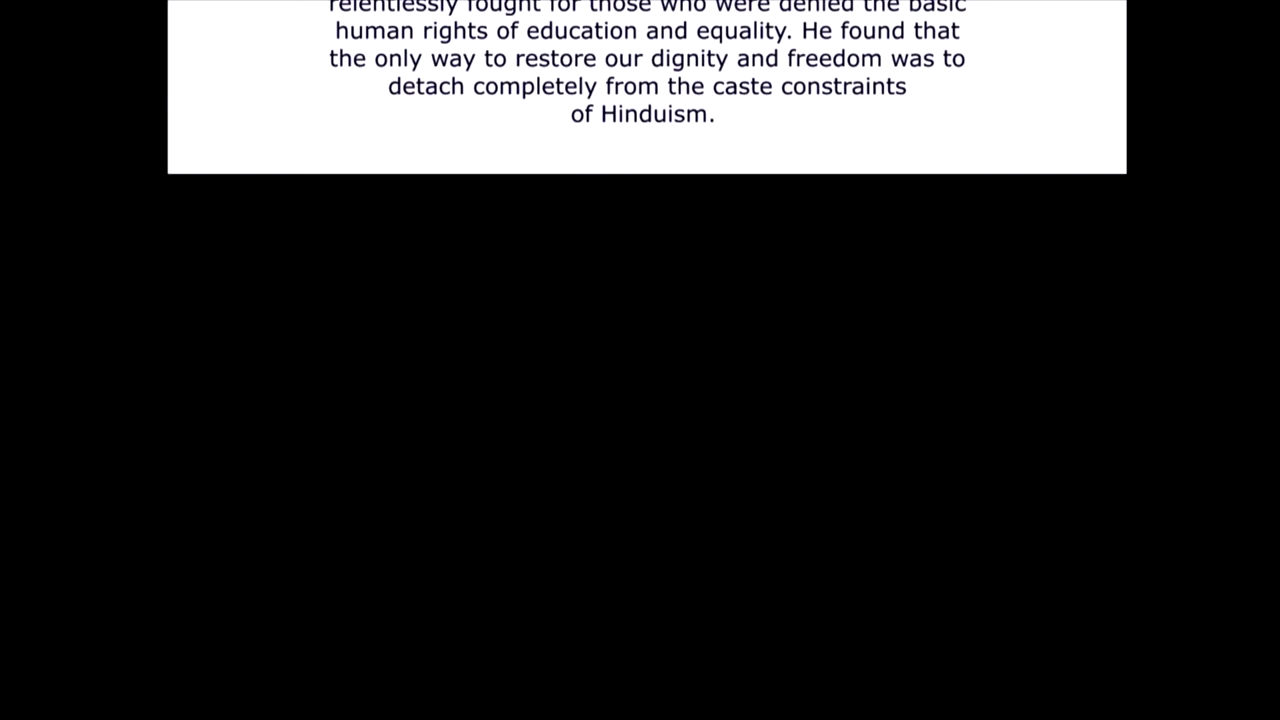 relentlessly fought for those who were denied the basic
human rights of education and equality. He found that
the only way to restore our dignity and freedom was to
detach completely from the caste constraints
of Hinduism.